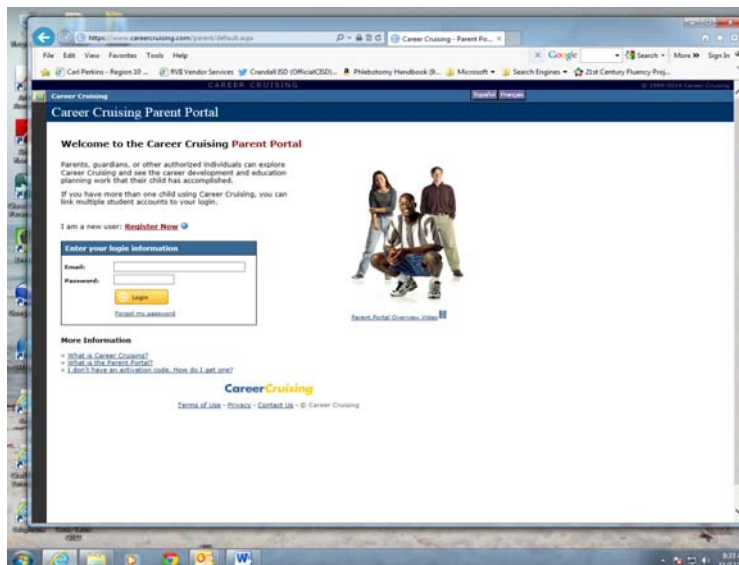 https://www.careercruising.com/parent/default.aspx
Career Cruising - Parent Po...
File Edit View Favorites Tools Help
Google
Search
More »
Sign In
Carl Perkins - Region 10 ...
RVB Vendor Services
Crandall ISD (OfficialCISD)...
Phlebotomy Handbook (9...
Microsoft
Search Engines
21st Century Fluency Proj...
CAREER CRUISING
© 1999-2014 Career Cruising
Career Cruising
Español Français
Career Cruising Parent Portal
Welcome to the Career Cruising Parent Portal
Parents, guardians, or other authorized individuals can explore
Career Cruising and see the career development and education
planning work that their child has accomplished.
If you have more than one child using Career Cruising, you can
link multiple student accounts to your login.
I am a new user: Register Now
Enter your login information
Email:
Password:
Login
Forgot my password
Parent Portal Overview Video
More Information
» What is Career Cruising?
» What is the Parent Portal?
» I don't have an activation code. How do I get one?
CareerCruising
Terms of Use - Privacy - Contact Us - © Career Cruising